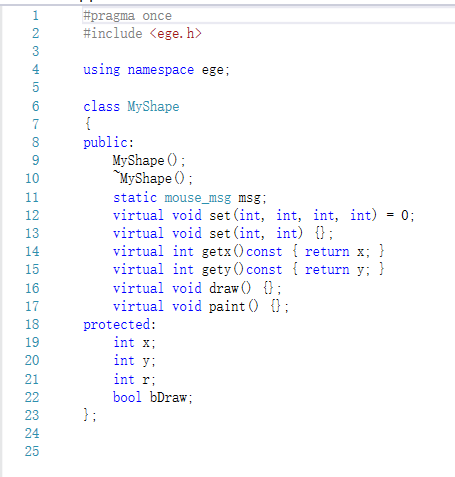 1 #pragma once
2 #include <ege.h>
3
4 using namespace ege;
5
6 class MyShape
7 {
8 public:
9 MyShape();
10 ~MyShape();
11 static mouse_msg msg;
12 virtual void set(int, int, int, int) = 0;
13 virtual void set(int, int) {};
14 virtual int getx()const { return x; }
15 virtual int gety()const { return y; }
16 virtual void draw() {};
17 virtual void paint() {};
18 protected:
19 int x;
20 int y;
21 int r;
22 bool bDraw;
23 };
24
25